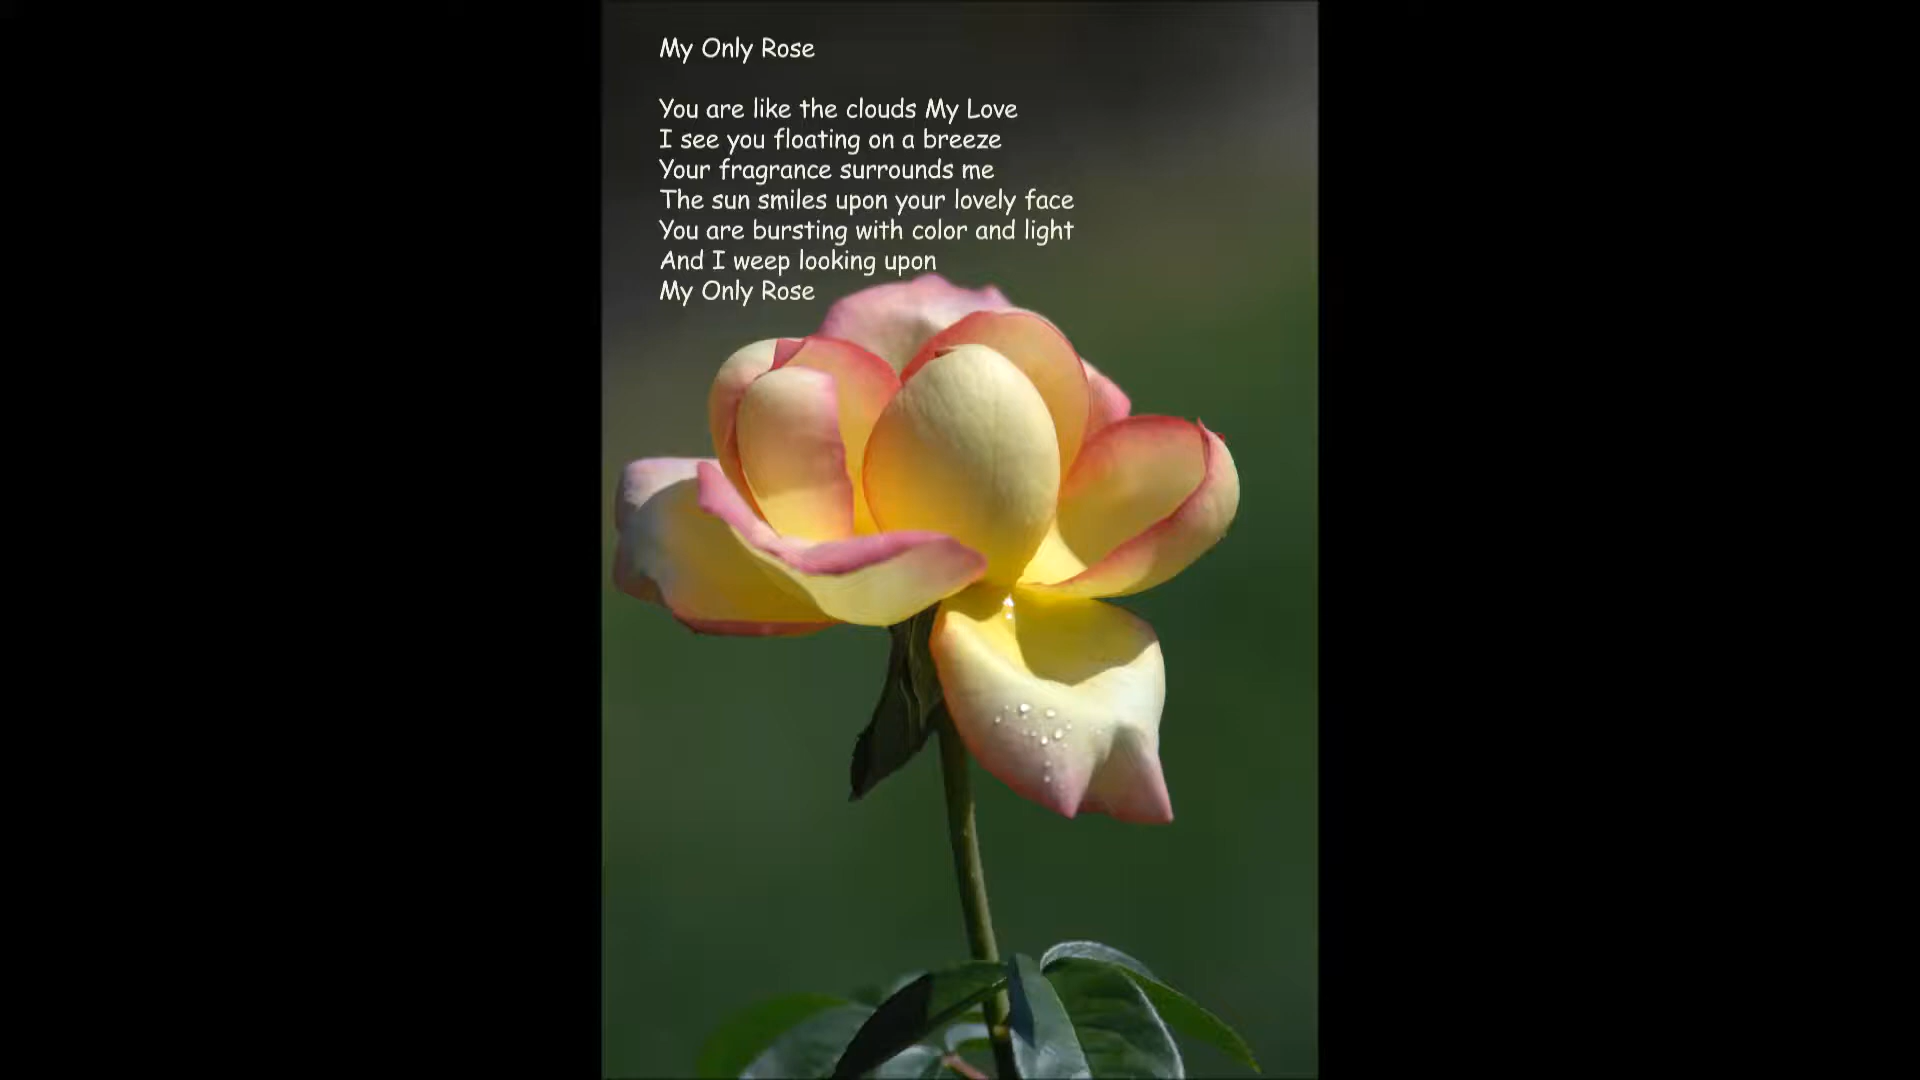 My Only Rose
You are like the clouds My Love
I see you floating on a breeze
Your fragrance surrounds me
The sun smiles upon your lovely face
You are bursting with color and light
And I weep looking upon
My Only Rose